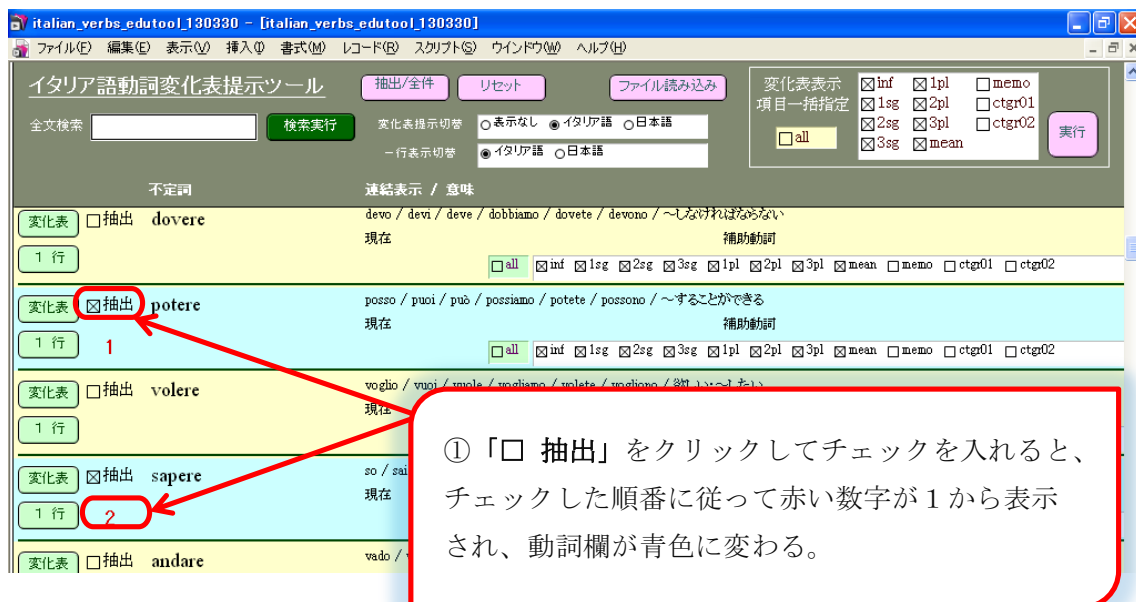 italian_verbs_edutool_130330 - [italian_verbs_edutool_130330]
ファイル(F) 編集(E) 表示(V) 挿入(I) 書式(M) レコード(R) スクリプト(S) ウインドウ(W) ヘルプ(H)
イタリア語動詞変化表提示ツール 抽出/全件 リセット ファイル読み込み
全文検索 検索実行
変化表提示切替 表示なし イタリア語 日本語
一行表示切替 イタリア語 日本語
変化表表示
項目一括指定
all
inf 1pl memo
1sg 2pl ctgr01
2sg 3pl ctgr02
3sg mean
実行
不定詞 連結表示 / 意味
変化表 抽出 dovere devo / devi / deve / dobbiamo / dovete / devono / ～しなければならない
現在 補助動詞
1 行
all inf 1sg 2sg 3sg 1pl 2pl 3pl mean memo ctgr01 ctgr02
変化表 抽出 potere posso / puoi / può / possiamo / potete / possono / ～することができる
現在 補助動詞
1 行 1
all inf 1sg 2sg 3sg 1pl 2pl 3pl mean memo ctgr01 ctgr02
変化表 抽出 volere voglio / vuoi / vuole / vogliamo / volete / vogliono /
現在
1 行
変化表 抽出 sapere so / sai
現在
1 行 2
変化表 抽出 andare vado /
①「□ 抽出」をクリックしてチェックを入れると、
チェックした順番に従って赤い数字が１から表示
され、動詞欄が青色に変わる。